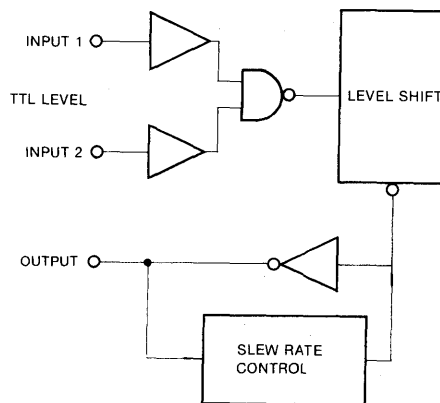 INPUT 1
TTL LEVEL
INPUT 2
LEVEL SHIFT
OUTPUT
SLEW RATE
CONTROL